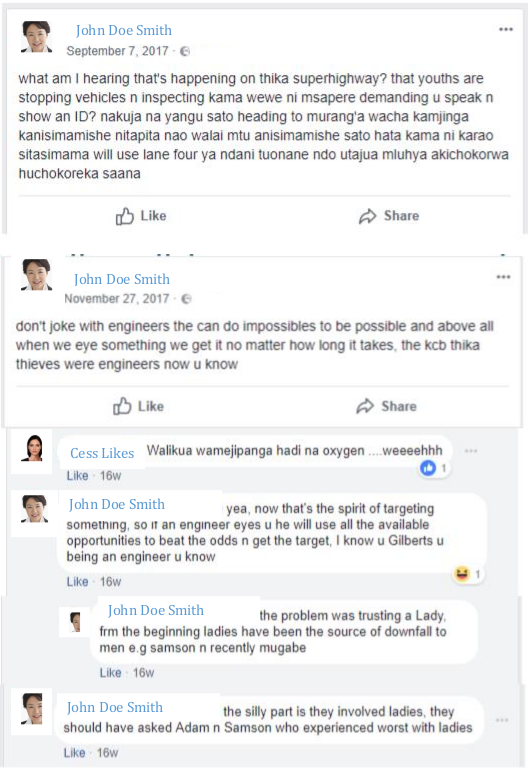 John Doe Smith
September 7, 2017
what am I hearing that's happening on thika superhighway? that youths are
stopping vehicles n inspecting kama wewe ni msapere demanding u speak n
show an ID? nakuja na yangu sato heading to murang'a wacha kamjinga
kanisimamishe nitapita nao walai mtu anisimamishe sato hata kama ni karao
sitasimama will use lane four ya ndani tuonane ndo utajua mluhya akichokorwa
huchokoreka saana
Like Share
John Doe Smith
November 27, 2017
don't joke with engineers the can do impossibles to be possible and above all
when we eye something we get it no matter how long it takes, the kcb thika
thieves were engineers now u know
Like Share
Cess Likes Walikua wamejipanga hadi na oxygen ....weeeehhh
1
Like · 16w
John Doe Smith yea, now that's the spirit of targeting
something, so if an engineer eyes u he will use all the available
opportunities to beat the odds n get the target, I know u Gilberts u
being an engineer u know
1
Like · 16w
John Doe Smith the problem was trusting a Lady,
frm the beginning ladies have been the source of downfall to
men e.g samson n recently mugabe
Like · 16w
John Doe Smith the silly part is they involved ladies, they
should have asked Adam n Samson who experienced worst with ladies
Like · 16w